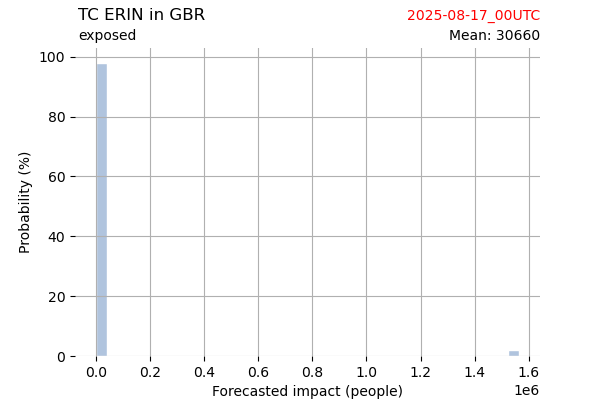 TC ERIN in GBR
2025-08-17_00UTC
exposed
Mean: 30660
100
80
60
40
20
0
Probability (%)
0.0 0.2 0.4 0.6 0.8 1.0 1.2 1.4 1.6
1e6
Forecasted impact (people)